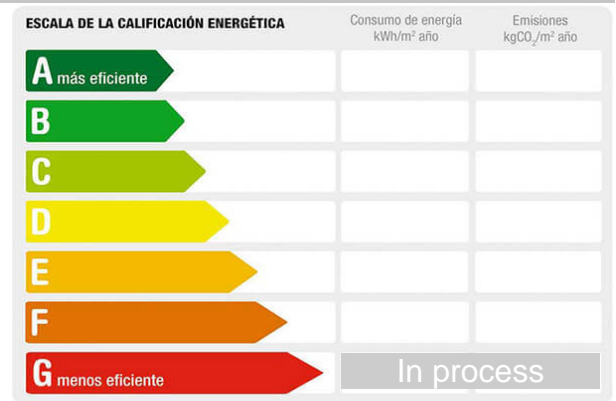 ESCALA DE LA CALIFICACIÓN ENERGÉTICA
Consumo de energía
kWh/m² año
Emisiones
kgCO₂/m² año
A más eficiente
B
C
D
E
F
G menos eficiente
In process